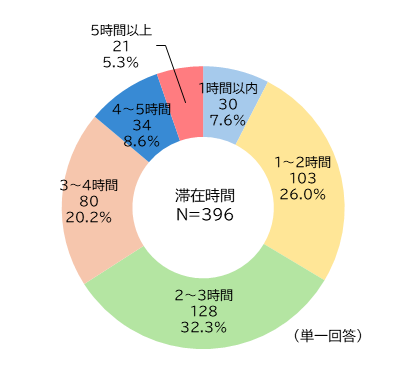 5時間以上
21
5.3%
1時間以内
30
7.6%
4～5時間
34
8.6%
1～2時間
103
26.0%
3～4時間
80
20.2%
滞在時間
N=396
2～3時間
128
32.3%
（単一回答）